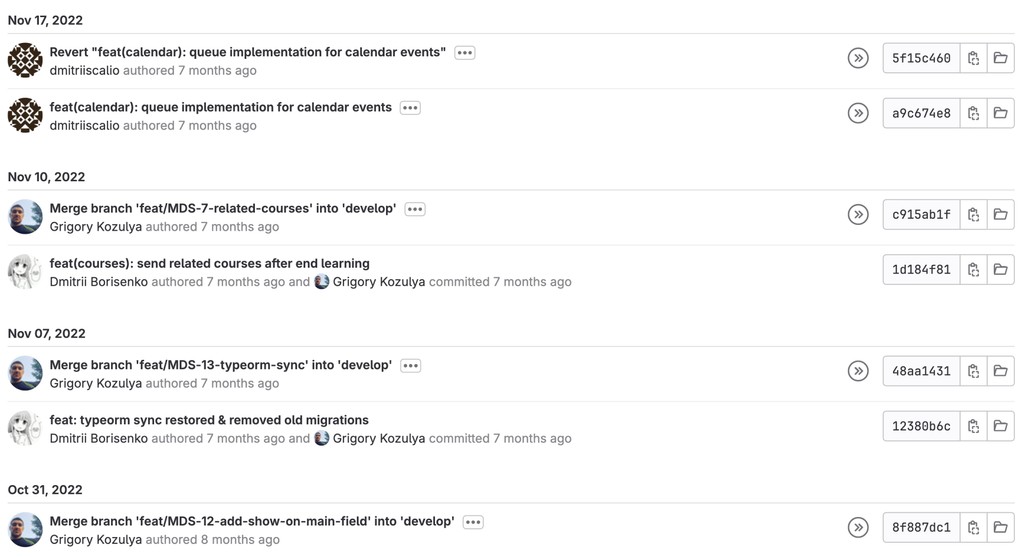 Nov 17, 2022
Revert "feat(calendar): queue implementation for calendar events"
dmitriiscalio authored 7 months ago
5f15c460
feat(calendar): queue implementation for calendar events
dmitriiscalio authored 7 months ago
a9c674e8
Nov 10, 2022
Merge branch 'feat/MDS-7-related-courses' into 'develop'
Grigory Kozulya authored 7 months ago
c915ab1f
feat(courses): send related courses after end learning
Dmitrii Borisenko authored 7 months ago and Grigory Kozulya committed 7 months ago
1d184f81
Nov 07, 2022
Merge branch 'feat/MDS-13-typeorm-sync' into 'develop'
Grigory Kozulya authored 7 months ago
48aa1431
feat: typeorm sync restored & removed old migrations
Dmitrii Borisenko authored 7 months ago and Grigory Kozulya committed 7 months ago
12380b6c
Oct 31, 2022
Merge branch 'feat/MDS-12-add-show-on-main-field' into 'develop'
Grigory Kozulya authored 8 months ago
8f887dc1